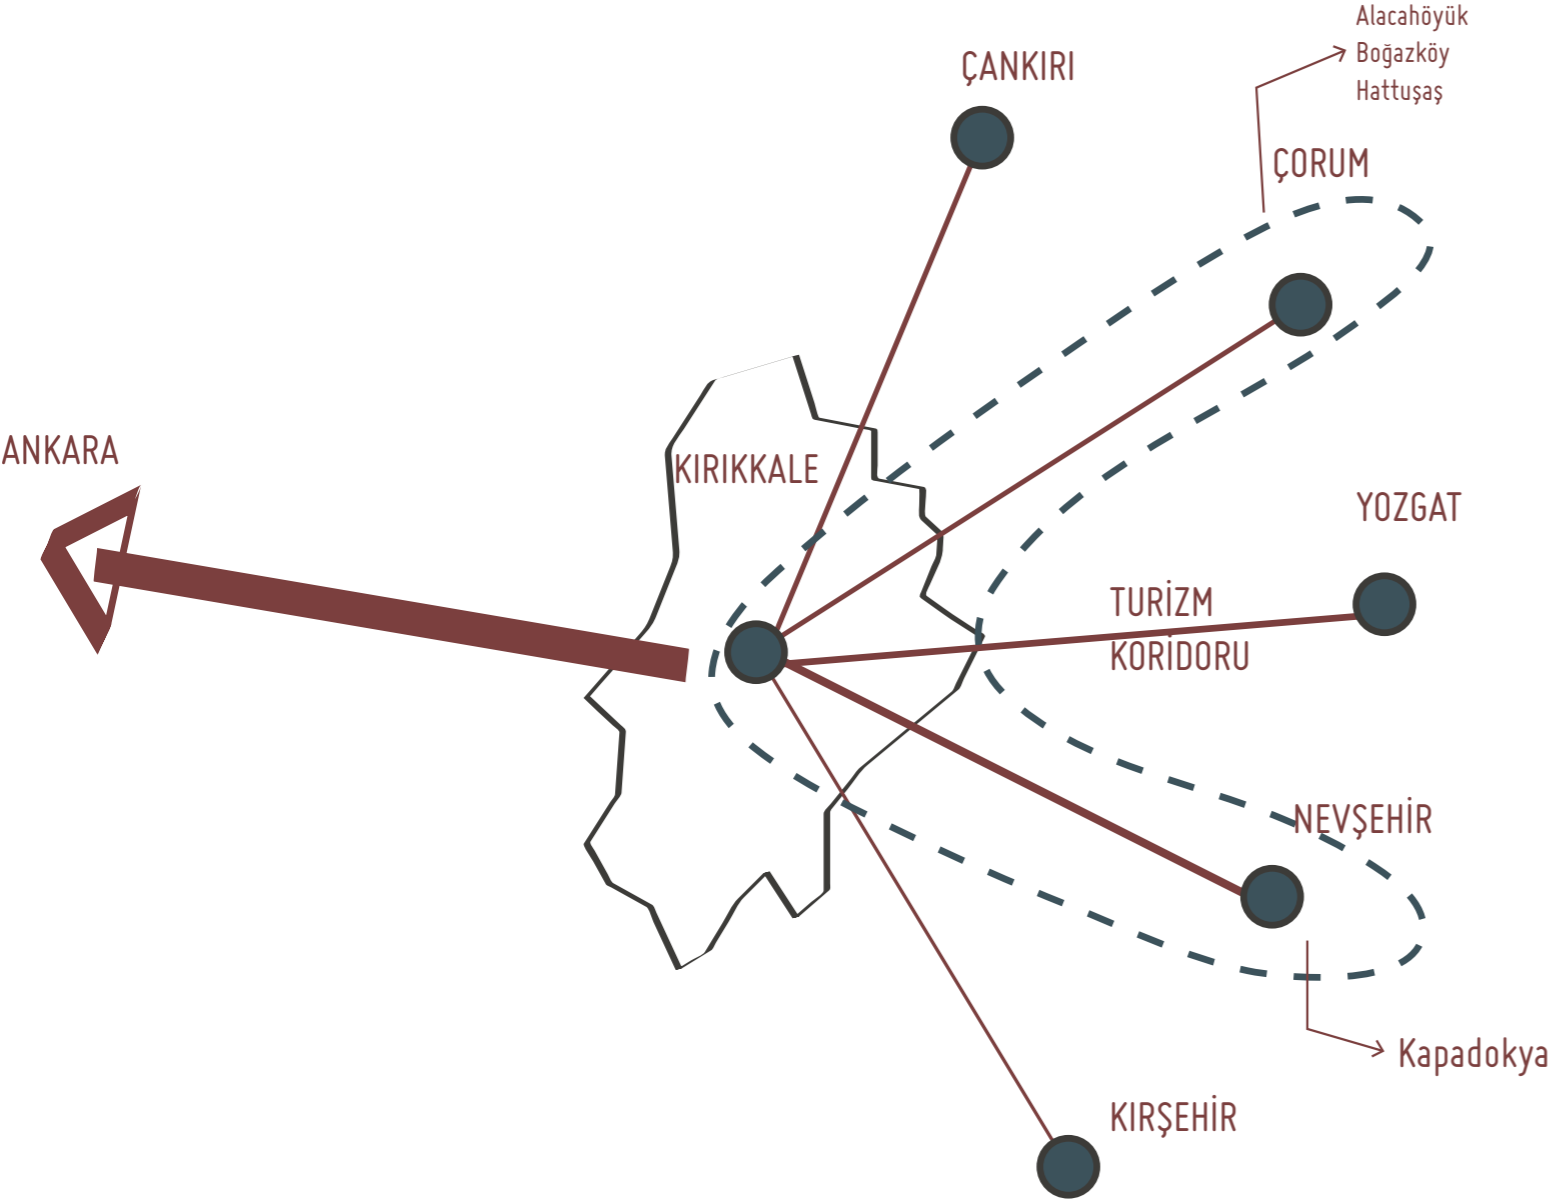 Alacahöyük
Boğazköy
Hattuşaş
ÇANKIRI
ÇORUM
ANKARA
KIRIKKALE
YOZGAT
TURİZM
KORİDORU
NEVŞEHİR
Kapadokya
KIRŞEHİR